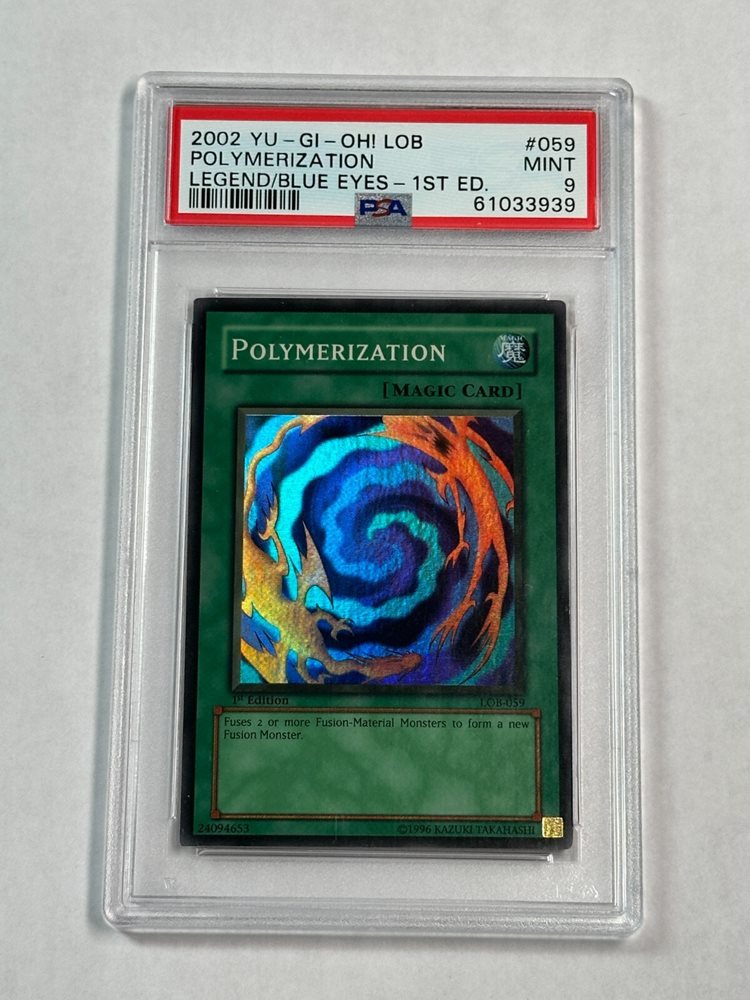 2002 YU-GI-OH! LOB #059
POLYMERIZATION MINT
LEGEND/BLUE EYES-1ST ED. 9
PSA 61033939
POLYMERIZATION
MAGIC
魔
[MAGIC CARD]
1st Edition LOB-059
Fuses 2 or more Fusion-Material Monsters to form a new
Fusion Monster.
24094653 ©1996 KAZUKI TAKAHASHI